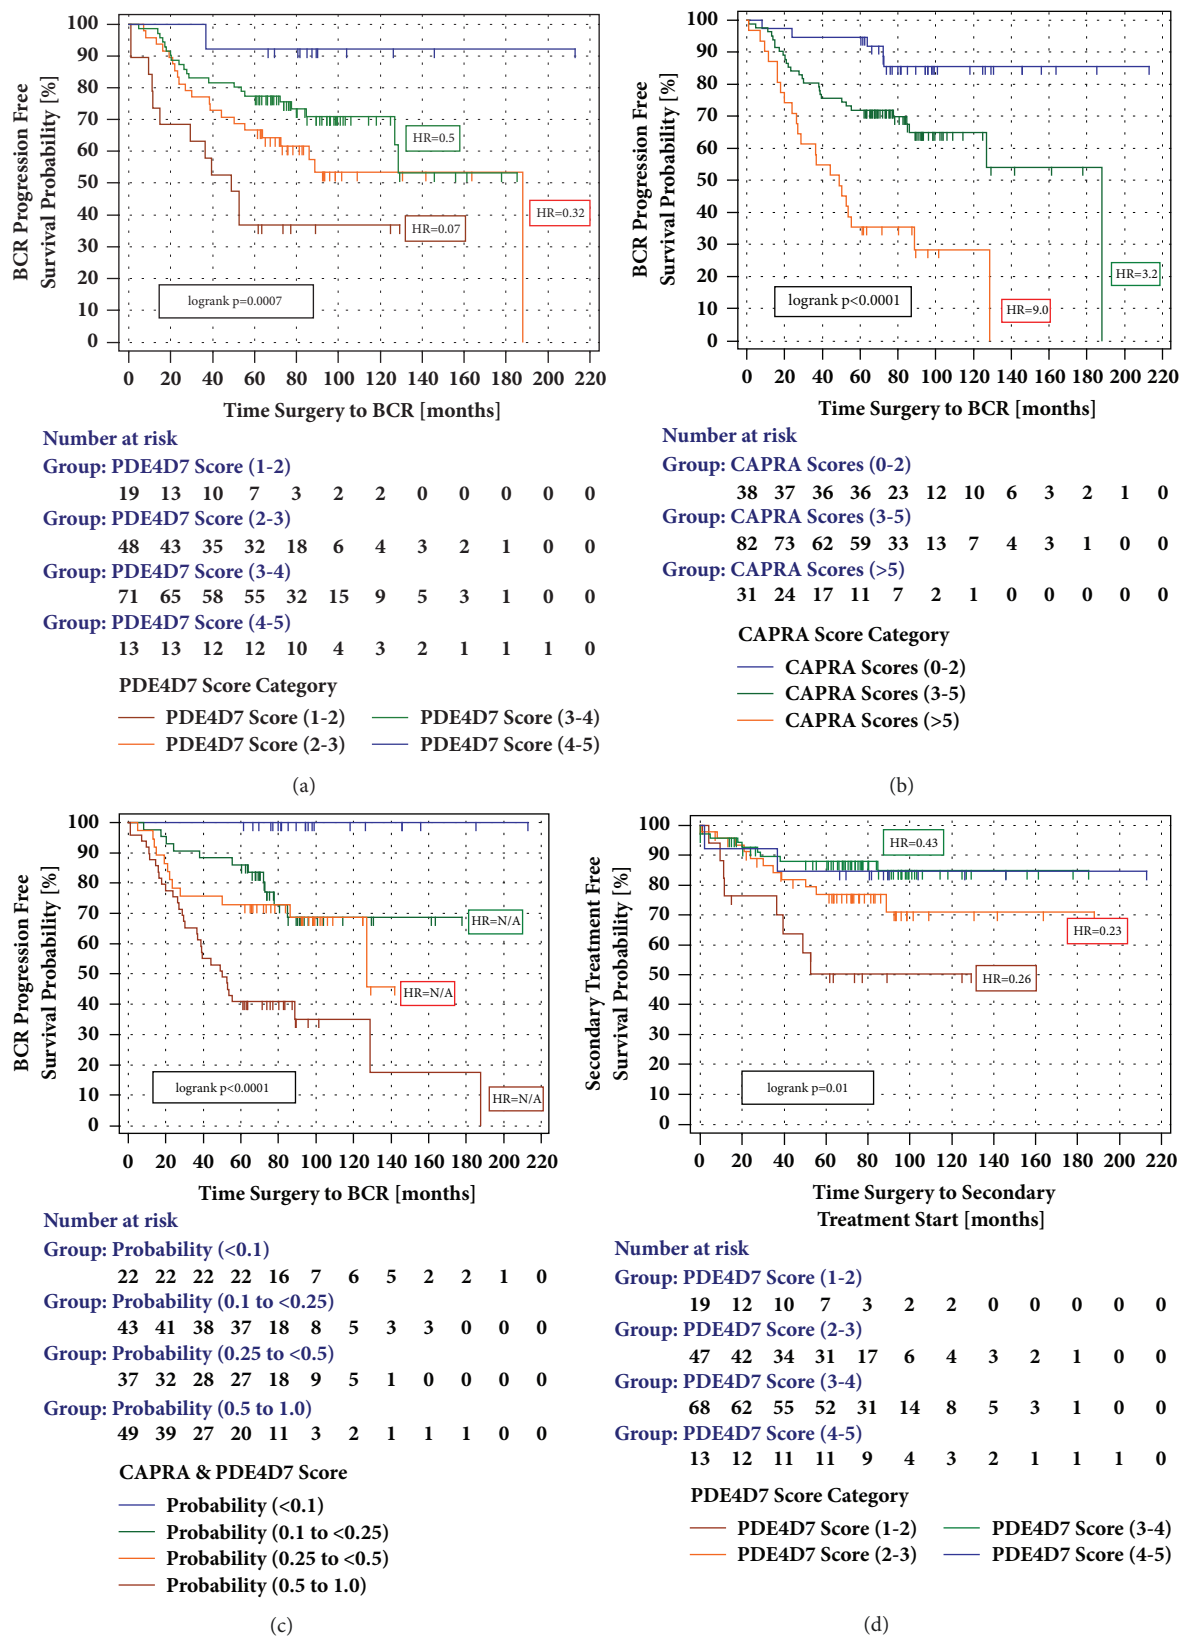 100
90
80
70
60
50
40
30
20
10
0
BCR Progression Free
Survival Probability [%]
HR=0.5
HR=0.32
HR=0.07
logrank p=0.0007
0 20 40 60 80 100 120 140 160 180 200 220
Time Surgery to BCR [months]
Number at risk
Group: PDE4D7 Score (1-2)
19 13 10 7 3 2 2 0 0 0 0 0
Group: PDE4D7 Score (2-3)
48 43 35 32 18 6 4 3 2 1 0 0
Group: PDE4D7 Score (3-4)
71 65 58 55 32 15 9 5 3 1 0 0
Group: PDE4D7 Score (4-5)
13 13 12 12 10 4 3 2 1 1 1 0
PDE4D7 Score Category
PDE4D7 Score (1-2) PDE4D7 Score (3-4)
PDE4D7 Score (2-3) PDE4D7 Score (4-5)
(a)
100
90
80
70
60
50
40
30
20
10
0
BCR Progression Free
Survival Probability [%]
HR=3.2
HR=9.0
logrank p<0.0001
0 20 40 60 80 100 120 140 160 180 200 220
Time Surgery to BCR [months]
Number at risk
Group: CAPRA Scores (0-2)
38 37 36 36 23 12 10 6 3 2 1 0
Group: CAPRA Scores (3-5)
82 73 62 59 33 13 7 4 3 1 0 0
Group: CAPRA Scores (>5)
31 24 17 11 7 2 1 0 0 0 0 0
CAPRA Score Category
CAPRA Scores (0-2)
CAPRA Scores (3-5)
CAPRA Scores (>5)
(b)
100
90
80
70
60
50
40
30
20
10
0
BCR Progression Free
Survival Probability [%]
HR=N/A
HR=N/A
HR=N/A
logrank p<0.0001
0 20 40 60 80 100 120 140 160 180 200 220
Time Surgery to BCR [months]
Number at risk
Group: Probability (<0.1)
22 22 22 22 16 7 6 5 2 2 1 0
Group: Probability (0.1 to <0.25)
43 41 38 37 18 8 5 3 3 0 0 0
Group: Probability (0.25 to <0.5)
37 32 28 27 18 9 5 1 0 0 0 0
Group: Probability (0.5 to 1.0)
49 39 27 20 11 3 2 1 1 1 0 0
CAPRA & PDE4D7 Score
Probability (<0.1)
Probability (0.1 to <0.25)
Probability (0.25 to <0.5)
Probability (0.5 to 1.0)
(c)
100
90
80
70
60
50
40
30
20
10
0
Secondary Treatment Free
Survival Probability [%]
HR=0.43
HR=0.23
HR=0.26
logrank p=0.01
0 20 40 60 80 100 120 140 160 180 200 220
Time Surgery to Secondary
Treatment Start [months]
Number at risk
Group: PDE4D7 Score (1-2)
19 12 10 7 3 2 2 0 0 0 0 0
Group: PDE4D7 Score (2-3)
47 42 34 31 17 6 4 3 2 1 0 0
Group: PDE4D7 Score (3-4)
68 62 55 52 31 14 8 5 3 1 0 0
Group: PDE4D7 Score (4-5)
13 12 11 11 9 4 3 2 1 1 1 0
PDE4D7 Score Category
PDE4D7 Score (1-2) PDE4D7 Score (3-4)
PDE4D7 Score (2-3) PDE4D7 Score (4-5)
(d)